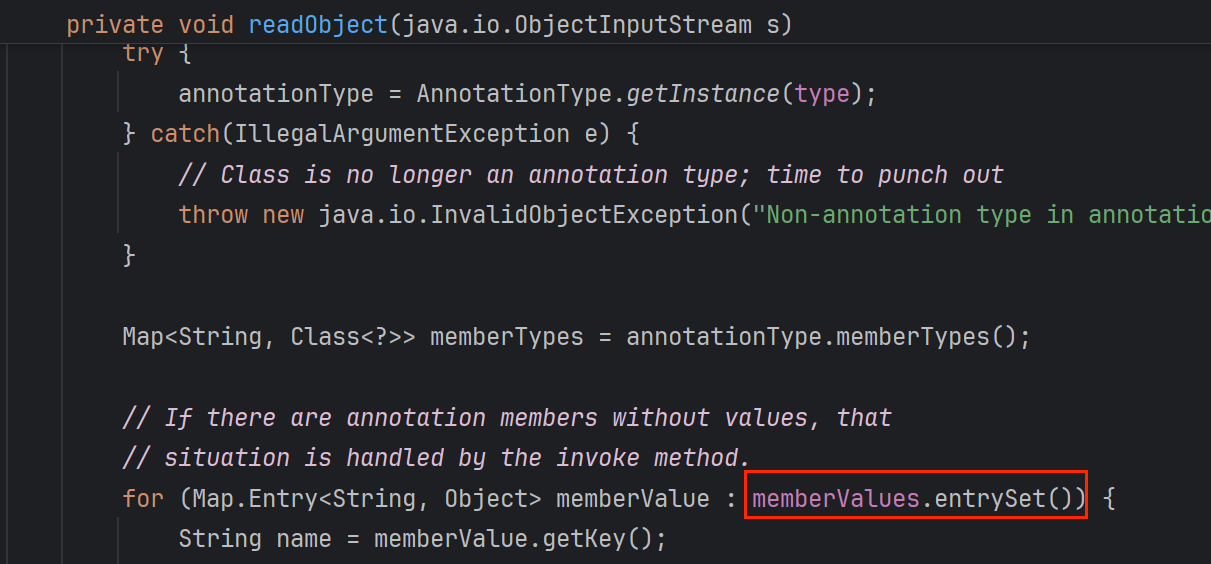 private void readObject(java.io.ObjectInputStream s)
try {
annotationType = AnnotationType.getInstance(type);
} catch(IllegalArgumentException e) {
// Class is no longer an annotation type; time to punch out
throw new java.io.InvalidObjectException("Non-annotation type in annotatio
}
Map<String, Class<?>> memberTypes = annotationType.memberTypes();
// If there are annotation members without values, that
// situation is handled by the invoke method.
for (Map.Entry<String, Object> memberValue : memberValues.entrySet()) {
String name = memberValue.getKey();